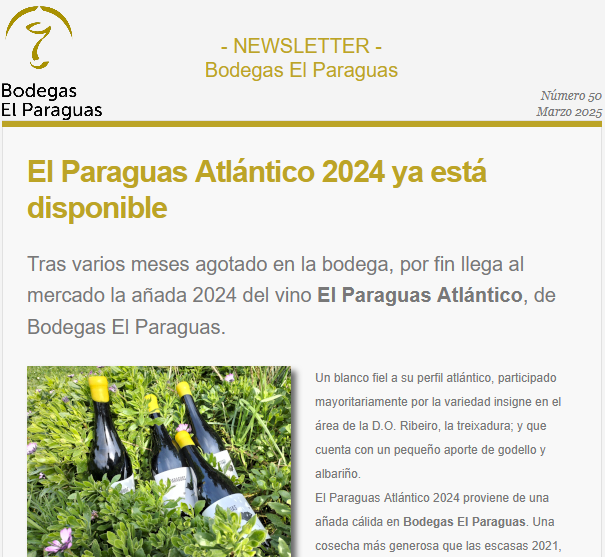 - NEWSLETTER -
Bodegas El Paraguas
Bodegas
El Paraguas
Número 50
Marzo 2025
El Paraguas Atlántico 2024 ya está
disponible
Tras varios meses agotado en la bodega, por fin llega al
mercado la añada 2024 del vino El Paraguas Atlántico, de
Bodegas El Paraguas.
Un blanco fiel a su perfil atlántico, participado
mayoritariamente por la variedad insigne en el
área de la D.O. Ribeiro, la treixadura; y que
cuenta con un pequeño aporte de godello y
albariño.
El Paraguas Atlántico 2024 proviene de una
añada cálida en Bodegas El Paraguas. Una
cosecha más generosa que las escasas 2021,